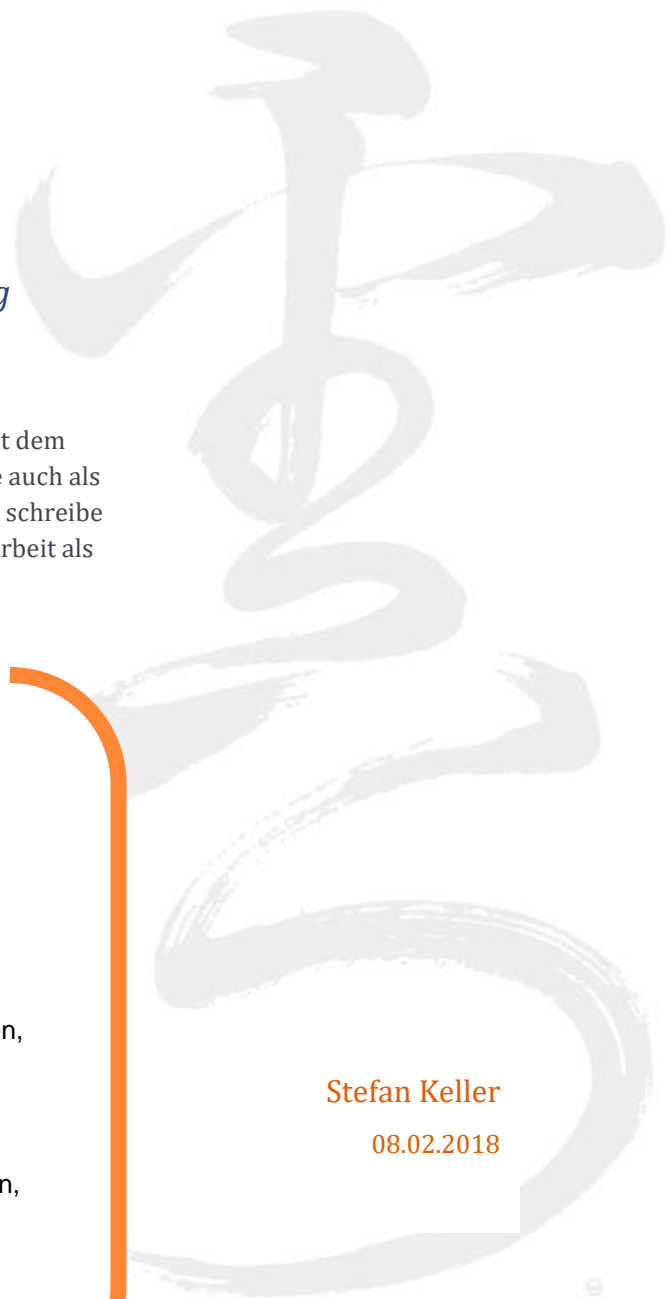 g
t dem
e auch als
schreibe
rbeit als
n,
Stefan Keller
08.02.2018
n,